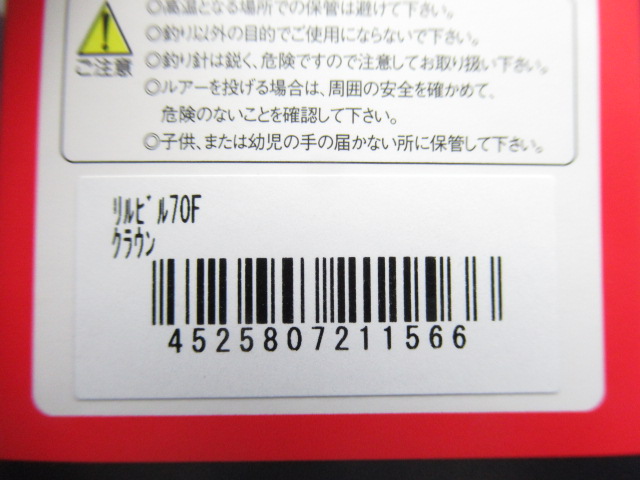 ◎高温となる場所での保管は避けて下さい。
◎釣り以外の目的でご使用にならないで下さい。
◎釣り針は鋭く、危険ですので注意してお取り扱い下さい。
◎ルアーを投げる場合は、周囲の安全を確かめて、
危険のないことを確認して下さい。
◎子供、または幼児の手の届かない所に保管して下さい。
ご注意
リルビル70F
クラウン
4525807211566